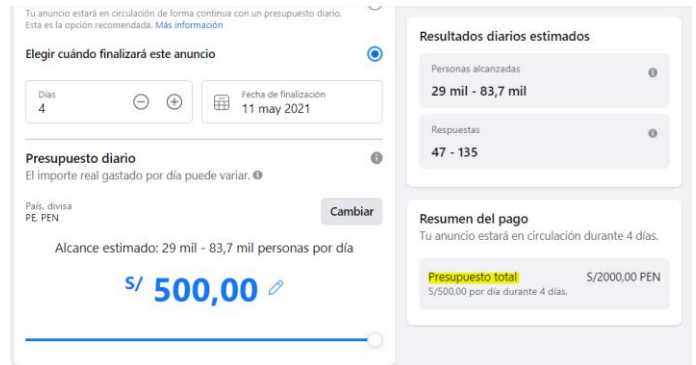 Tu anuncio estará en circulación de forma continua con un presupuesto diario.
Esta es la opción recomendada. Más información
Elegir cuándo finalizará este anuncio
Días
4
Fecha de finalización
11 may 2021
Presupuesto diario
El importe real gastado por día puede variar.
País, divisa
PE, PEN
Cambiar
Alcance estimado: 29 mil - 83,7 mil personas por día
S/ 500,00
Resultados diarios estimados
Personas alcanzadas
29 mil - 83,7 mil
Respuestas
47 - 135
Resumen del pago
Tu anuncio estará en circulación durante 4 días.
Presupuesto total S/2000,00 PEN
S/500,00 por día durante 4 días.